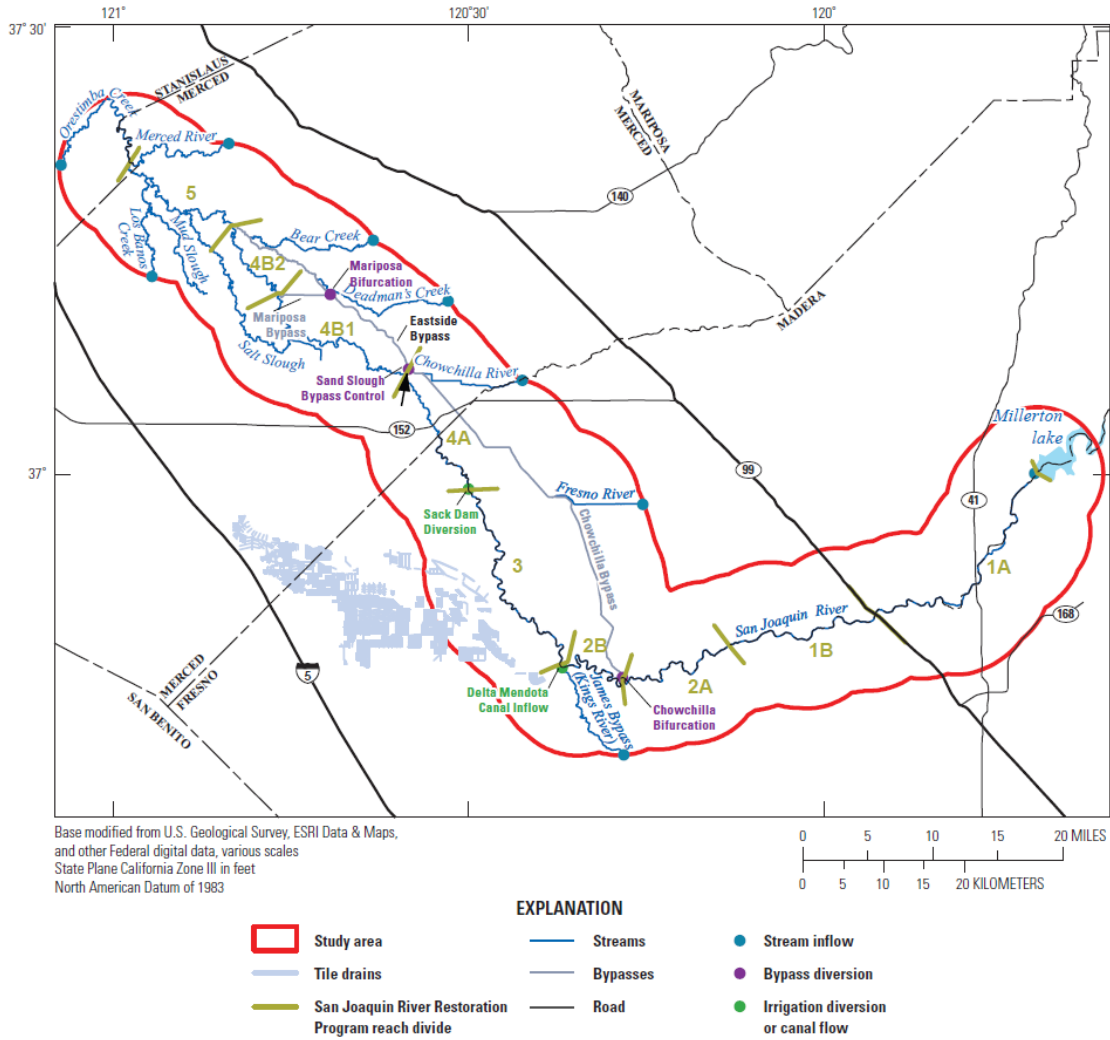 121°
120°30'
120°
37°30'
STANISLAUS
MERCED
Orestimba Creek
Merced River
MARIPOSA
MERCED
140
5
Los Banos
Creek
Mud Slough
Bear Creek
4B2
Mariposa
Bifurcation
Deadman's Creek
MADERA
Mariposa
Bypass
4B1
Eastside
Bypass
Salt Slough
Chowchilla River
Sand Slough
Bypass Control
152
4A
Millerton
lake
37°
99
41
Fresno River
Sack Dam
Diversion
Chowchilla Bypass
3
1A
168
San Joaquin River
1B
2B
2A
5
MERCED
FRESNO
SAN BENITO
Delta Mendota
Canal Inflow
James Bypass
(Kings River)
Chowchilla
Bifurcation
Base modified from U.S. Geological Survey, ESRI Data & Maps,
and other Federal digital data, various scales
State Plane California Zone III in feet
North American Datum of 1983
0 5 10 15 20 MILES
0 5 10 15 20 KILOMETERS
EXPLANATION
Study area
Streams
Stream inflow
Tile drains
Bypasses
Bypass diversion
San Joaquin River Restoration
Program reach divide
Road
Irrigation diversion
or canal flow